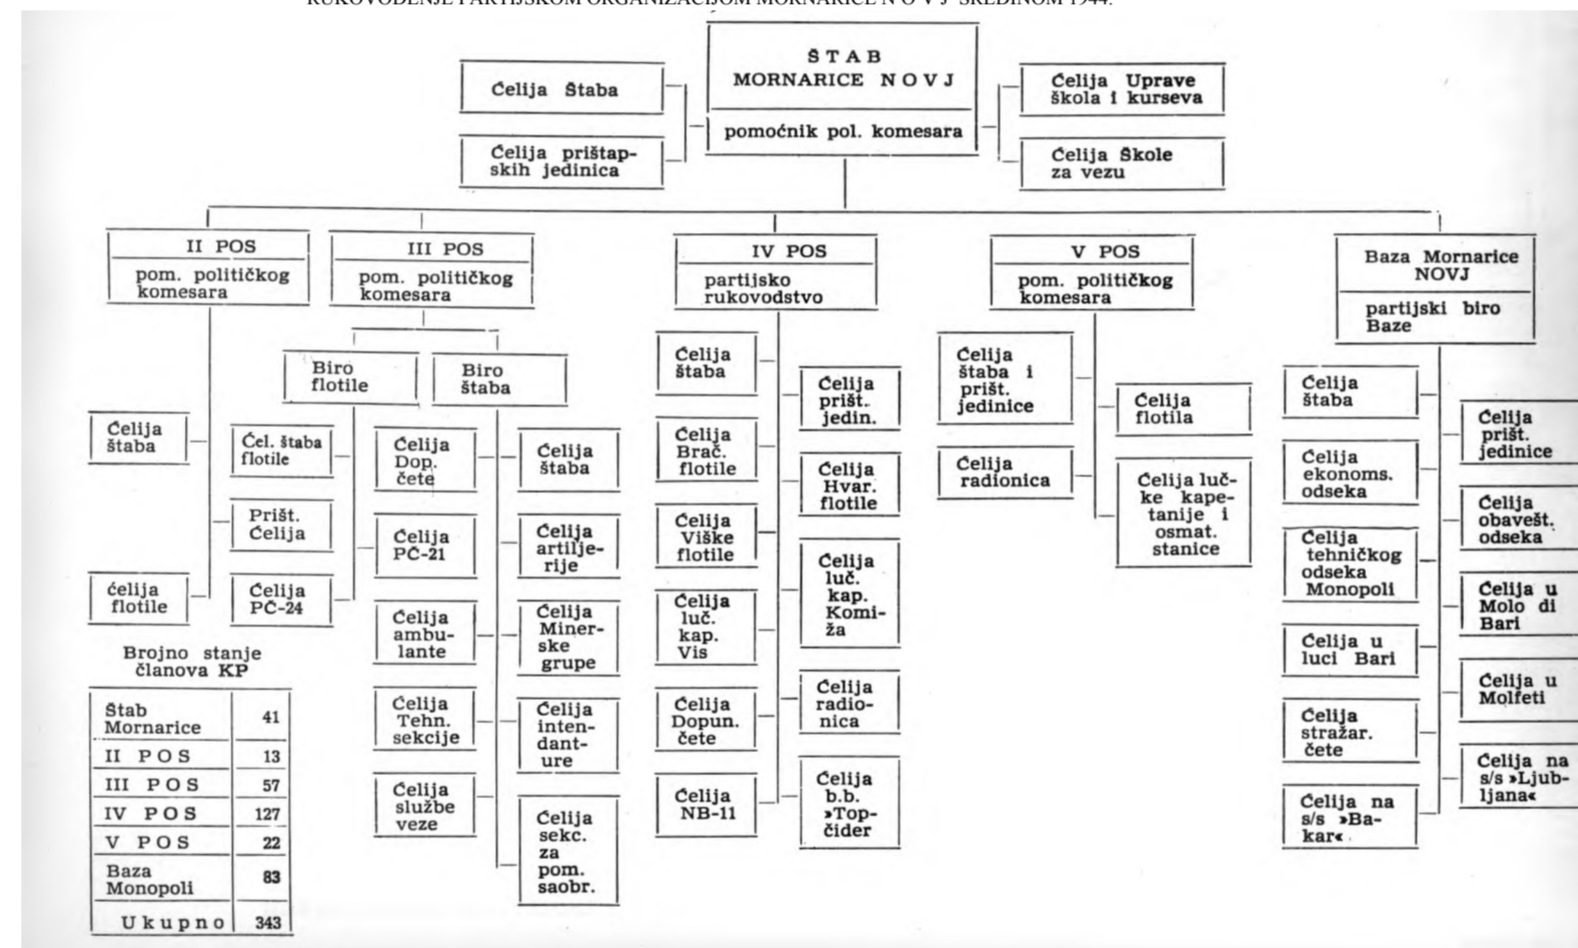 RUKOVOĐENJE PARTIJSKOM ORGANIZACIJOM MORNARICE N O V J SREDINOM 1944.
ŠTAB
MORNARICE NOVJ
pomoćnik pol. komesara
Ćelija Štaba
Ćelija prištap-
skih jedinica
Ćelija Uprave
škola i kurseva
Ćelija Škole
za vezu
II POS
pom. političkog
komesara
Ćelija
štaba
ćelija
flotile
III POS
pom. političkog
komesara
Biro
flotile
Ćel. štaba
flotile
Prišt.
Ćelija
Ćelija
PČ-24
Biro
štaba
Ćelija
Dop.
čete
Ćelija
PČ-21
Ćelija
ambu-
lante
Ćelija
Tehn.
sekcije
Ćelija
službe
veze
Ćelija
štaba
Ćelija
artilje-
rije
Ćelija
Miner-
ske
grupe
Ćelija
inten-
dant-
ure
Ćelija
sekc.
za
pom.
saobr.
IV POS
partijsko
rukovodstvo
Ćelija
štaba
Ćelija
Brač.
flotile
Ćelija
Viške
flotile
Ćelija
luč.
kap.
Vis
Ćelija
Dopun.
čete
Ćelija
NB-11
Ćelija
prišt.
jedin.
Ćelija
Hvar.
flotile
Ćelija
luč.
kap.
Komi-
ža
Ćelija
radio-
nica
Ćelija
b.b.
»Top-
čider
V POS
pom. političkog
komesara
Ćelija
štaba i
prišt.
jedinice
Ćelija
radionica
Ćelija
flotila
Ćelija luč-
ke kape-
tanije i
osmat.
stanice
Baza Mornarice
NOVJ
partijski biro
Baze
Ćelija
štaba
Ćelija
ekonoms.
odseka
Ćelija
tehničkog
odseka
Monopoli
Ćelija u
luci Bari
Ćelija
stražar.
čete
Ćelija na
s/s »Ba-
kar«
Ćelija
prišt.
jedinice
Ćelija
obavešt.
odseka
Ćelija u
Molo di
Bari
Ćelija u
Molfeti
Ćelija na
s/s »Ljub-
ljana«
Brojno stanje
članova KP
Štab
Mornarice 41
II POS 13
III POS 57
IV POS 127
V POS 22
Baza
Monopoli 83
Ukupno 343